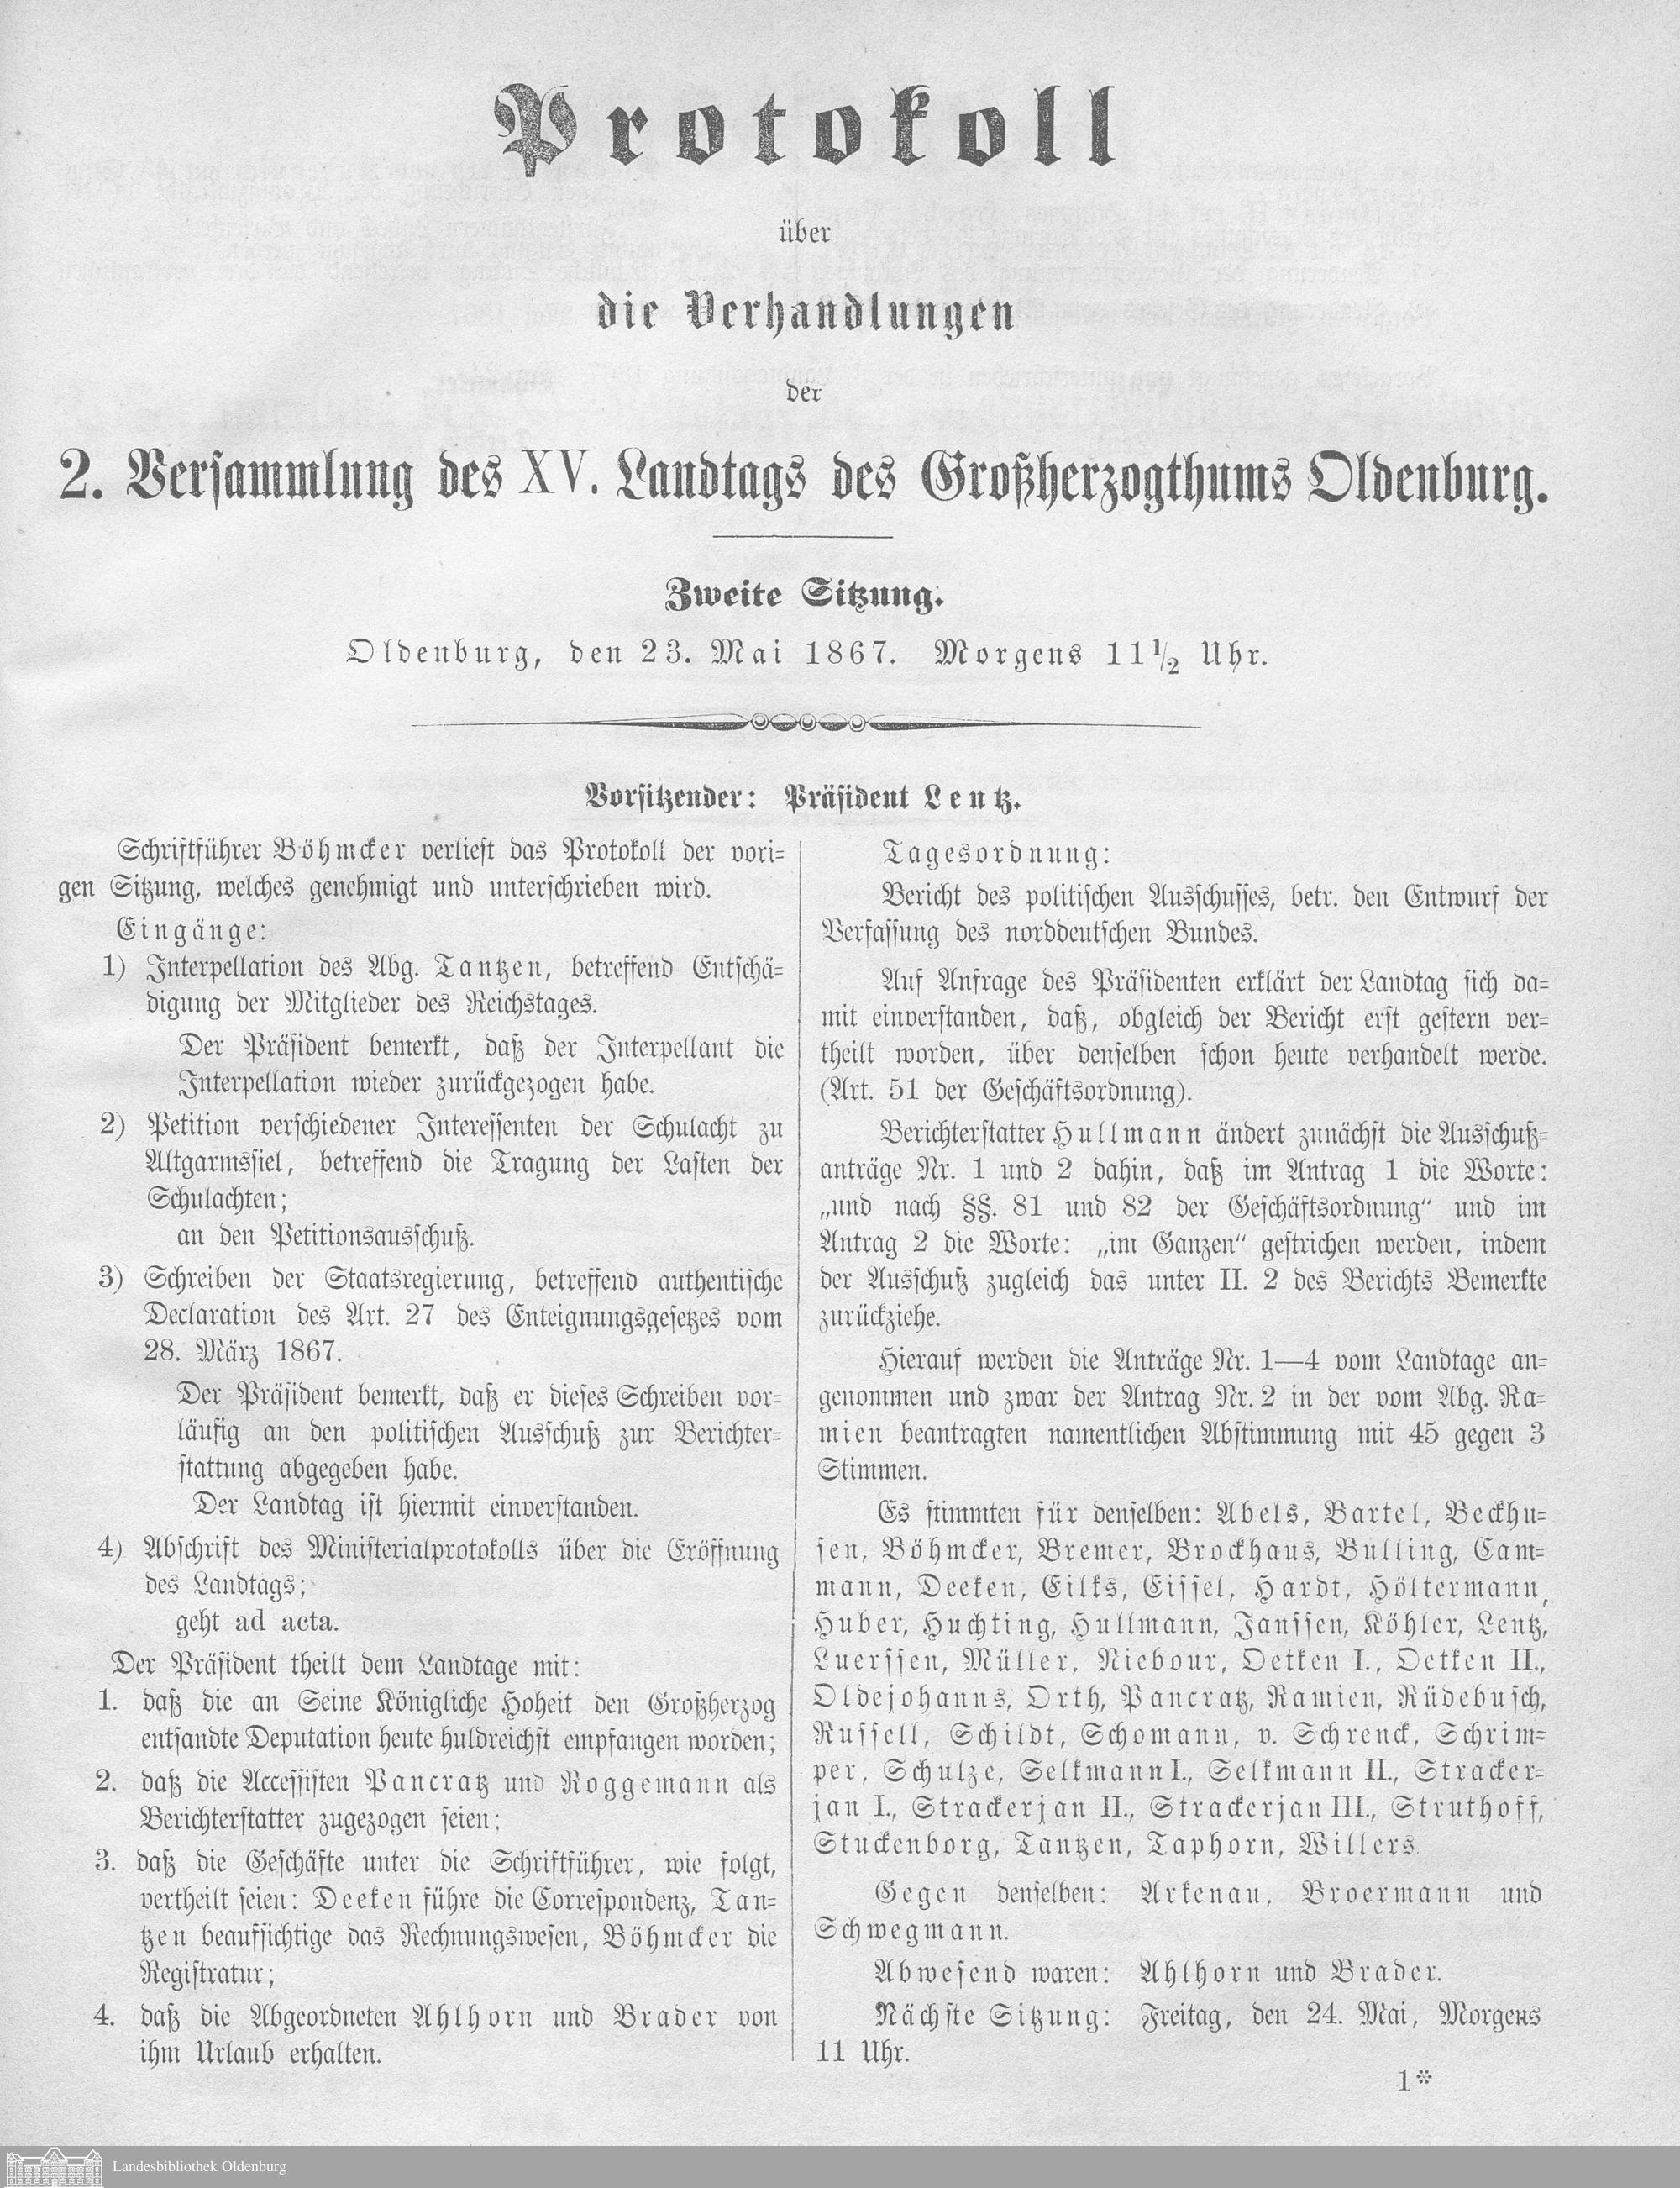 Protokoll
über
die Verhandlungen
der
2. Versammlung des XV. Landtags des Großherzogthums Oldenburg.
Zweite Sitzung.
Oldenburg, den 23. Mai 1867. Morgens 11½ Uhr.
Vorsitzender: Präsident Lentz.
Schriftführer Böhmcker verliest das Protokoll der vori-
gen Sitzung, welches genehmigt und unterschrieben wird.
Eingänge:
1) Interpellation des Abg. Tantzen, betreffend Entschä-
digung der Mitglieder des Reichstages.
Der Präsident bemerkt, daß der Interpellant die
Interpellation wieder zurückgezogen habe.
2) Petition verschiedener Interessenten der Schulacht zu
Altgarmssiel, betreffend die Tragung der Lasten der
Schulachten;
an den Petitionsausschuß.
3) Schreiben der Staatsregierung, betreffend authentische
Declaration des Art. 27 des Enteignungsgesetzes vom
28. März 1867.
Der Präsident bemerkt, daß er dieses Schreiben vor-
läufig an den politischen Ausschuß zur Berichter-
stattung abgegeben habe.
Der Landtag ist hiermit einverstanden.
4) Abschrift des Ministerialprotokolls über die Eröffnung
des Landtags;
geht ad acta.
Der Präsident theilt dem Landtage mit:
1. daß die an Seine Königliche Hoheit den Großherzog
entsandte Deputation heute huldreichst empfangen worden;
2. daß die Accessisten Pancratz und Roggemann als
Berichterstatter zugezogen seien;
3. daß die Geschäfte unter die Schriftführer, wie folgt,
vertheilt seien: Deeken führe die Correspondenz, Tan-
tzen beaufsichtige das Rechnungswesen, Böhmcker die
Registratur;
4. daß die Abgeordneten Ahlhorn und Brader von
ihm Urlaub erhalten.
Tagesordnung:
Bericht des politischen Ausschusses, betr. den Entwurf der
Verfassung des norddeutschen Bundes.
Auf Anfrage des Präsidenten erklärt der Landtag sich da-
mit einverstanden, daß, obgleich der Bericht erst gestern ver-
theilt worden, über denselben schon heute verhandelt werde.
(Art. 51 der Geschäftsordnung).
Berichterstatter Hullmann ändert zunächst die Ausschuß-
anträge Nr. 1 und 2 dahin, daß im Antrag 1 die Worte:
„und nach §§. 81 und 82 der Geschäftsordnung“ und im
Antrag 2 die Worte: „im Ganzen“ gestrichen werden, indem
der Ausschuß zugleich das unter II. 2 des Berichts Bemerkte
zurückziehe.
Hierauf werden die Anträge Nr. 1—4 vom Landtage an-
genommen und zwar der Antrag Nr. 2 in der vom Abg. Ra-
mien beantragten namentlichen Abstimmung mit 45 gegen 3
Stimmen.
Es stimmten für denselben: Abels, Bartel, Beckhu-
sen, Böhmcker, Bremer, Brockhaus, Bulling, Cam-
mann, Deeken, Eilks, Eissel, Hardt, Höltermann,
Huber, Huchting, Hullmann, Janssen, Köhler, Lentz,
Luerssen, Müller, Niebour, Oetken I., Oetken II.,
Oldejohanns, Orth, Pancratz, Ramien, Rüdebusch,
Russell, Schildt, Schomann, v. Schrenck, Schrim-
per, Schulze, Selkmann I., Selkmann II., Stracker-
jan I., Strackerjan II., Strackerjan III., Struthoff,
Stuckenborg, Tantzen, Taphorn, Willers.
Gegen denselben: Arkenau, Broermann und
Schwegmann.
Abwesend waren: Ahlhorn und Brader.
Nächste Sitzung: Freitag, den 24. Mai, Morgens
11 Uhr.
1*
Landesbibliothek Oldenburg